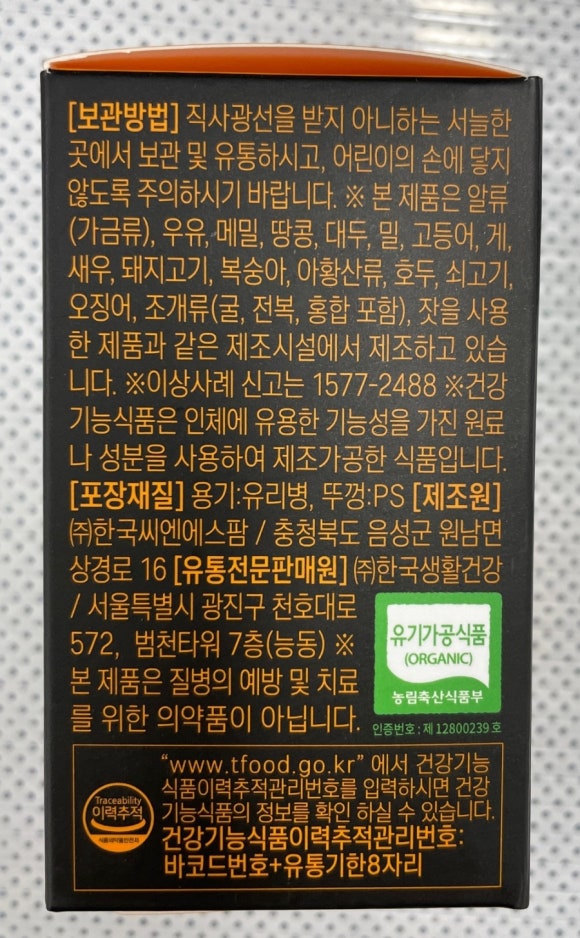 [보관방법] 직사광선을 받지 아니하는 서늘한
곳에서 보관 및 유통하시고, 어린이의 손에 닿지
않도록 주의하시기 바랍니다. ※ 본 제품은 알류
(가금류), 우유, 메밀, 땅콩, 대두, 밀, 고등어, 게,
새우, 돼지고기, 복숭아, 아황산류, 호두, 쇠고기,
오징어, 조개류(굴, 전복, 홍합 포함), 잣을 사용
한 제품과 같은 제조시설에서 제조하고 있습
니다. ※이상사례 신고는 1577-2488 ※건강
기능식품은 인체에 유용한 기능성을 가진 원료
나 성분을 사용하여 제조가공한 식품입니다.
[포장재질] 용기:유리병, 뚜껑:PS [제조원]
㈜한국씨엔에스팜 / 충청북도 음성군 원남면
상경로 16 [유통전문판매원] ㈜한국생활건강
/ 서울특별시 광진구 천호대로
572, 범천타워 7층(능동) ※
본 제품은 질병의 예방 및 치료
를 위한 의약품이 아닙니다.
유기가공식품
(ORGANIC)
농림축산식품부
인증번호 : 제 12800239 호
Traceability
이력추적
식품의약품안전처
“www.tfood.go.kr” 에서 건강기능
식품이력추적관리번호를 입력하시면 건강
기능식품의 정보를 확인 하실 수 있습니다.
건강기능식품이력추적관리번호:
바코드번호+유통기한8자리